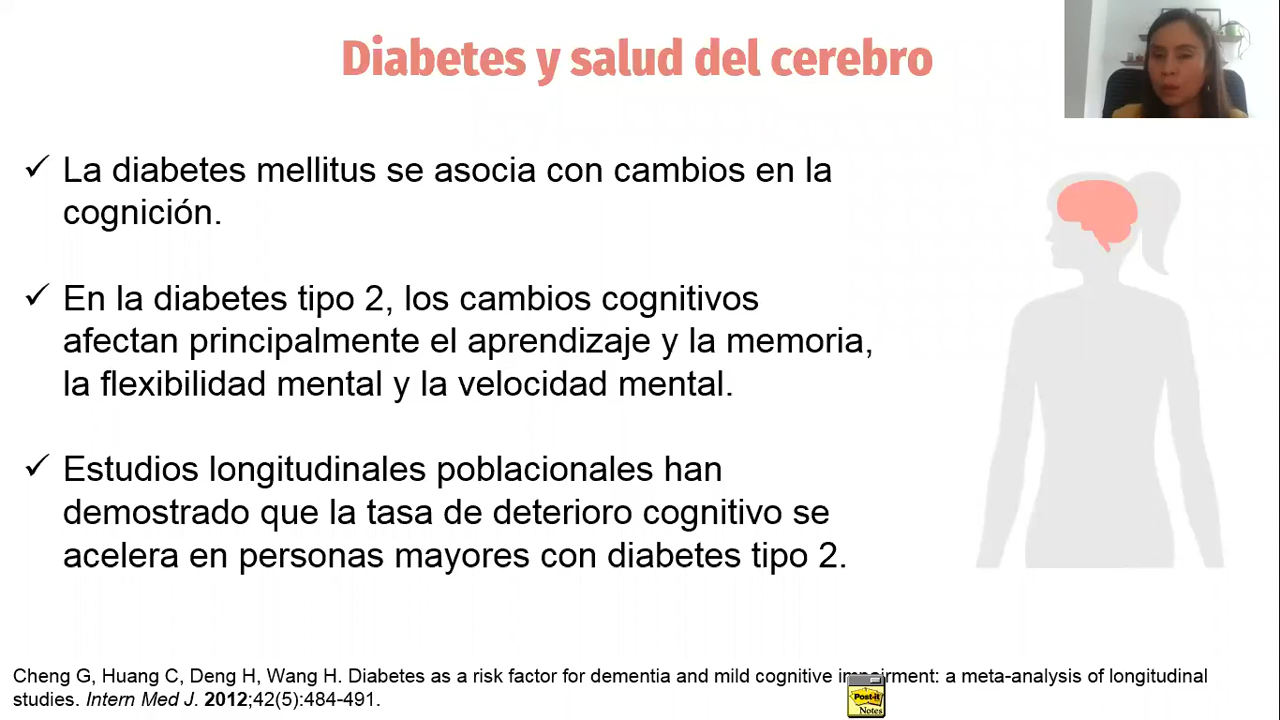 Diabetes y salud del cerebro
✓ La diabetes mellitus se asocia con cambios en la
cognición.
✓ En la diabetes tipo 2, los cambios cognitivos
afectan principalmente el aprendizaje y la memoria,
la flexibilidad mental y la velocidad mental.
✓ Estudios longitudinales poblacionales han
demostrado que la tasa de deterioro cognitivo se
acelera en personas mayores con diabetes tipo 2.
Cheng G, Huang C, Deng H, Wang H. Diabetes as a risk factor for dementia and mild cognitive impairment: a meta-analysis of longitudinal
studies. Intern Med J. 2012;42(5):484-491.
Post-it
Notes